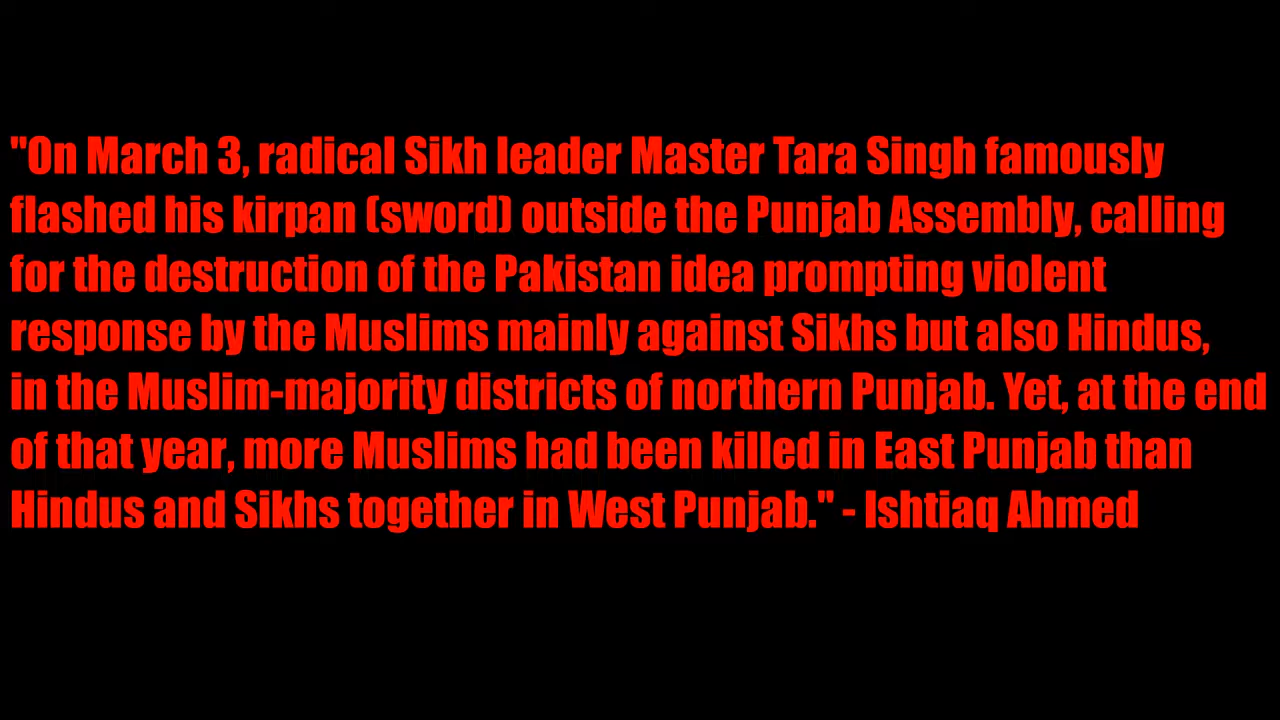 "On March 3, radical Sikh leader Master Tara Singh famously
flashed his kirpan (sword) outside the Punjab Assembly, calling
for the destruction of the Pakistan idea prompting violent
response by the Muslims mainly against Sikhs but also Hindus,
in the Muslim-majority districts of northern Punjab. Yet, at the end
of that year, more Muslims had been killed in East Punjab than
Hindus and Sikhs together in West Punjab." - Ishtiaq Ahmed